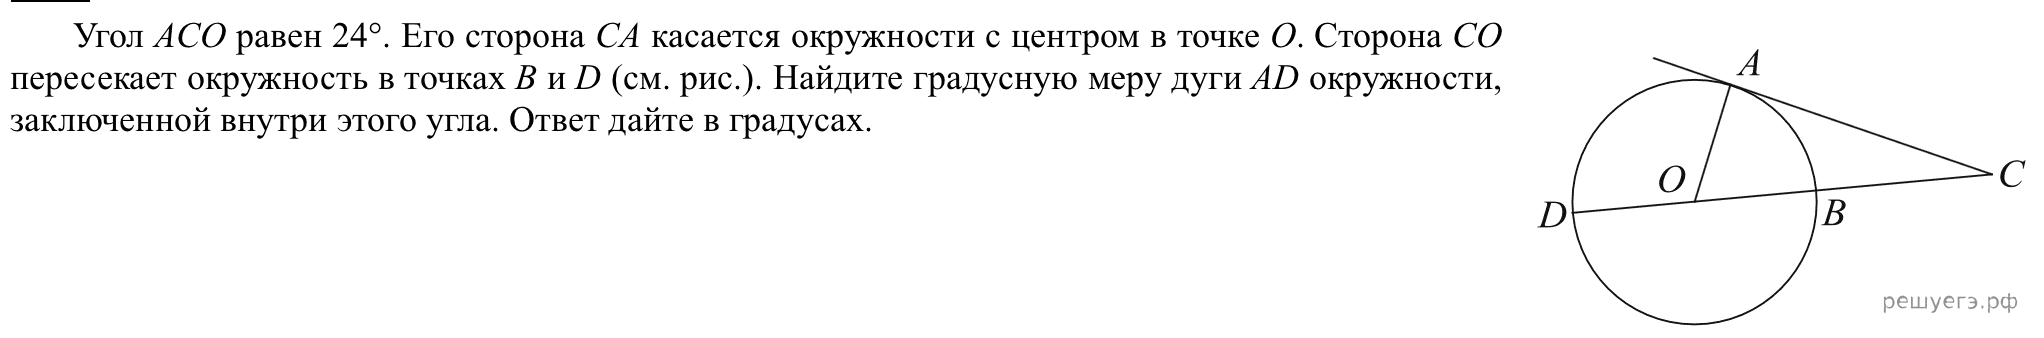 Угол ACO равен 24°. Его сторона CA касается окружности с центром в точке O. Сторона CO
пересекает окружность в точках B и D (см. рис.). Найдите градусную меру дуги AD окружности,
заключенной внутри этого угла. Ответ дайте в градусах.
A
O
C
D
B
решуегэ.рф